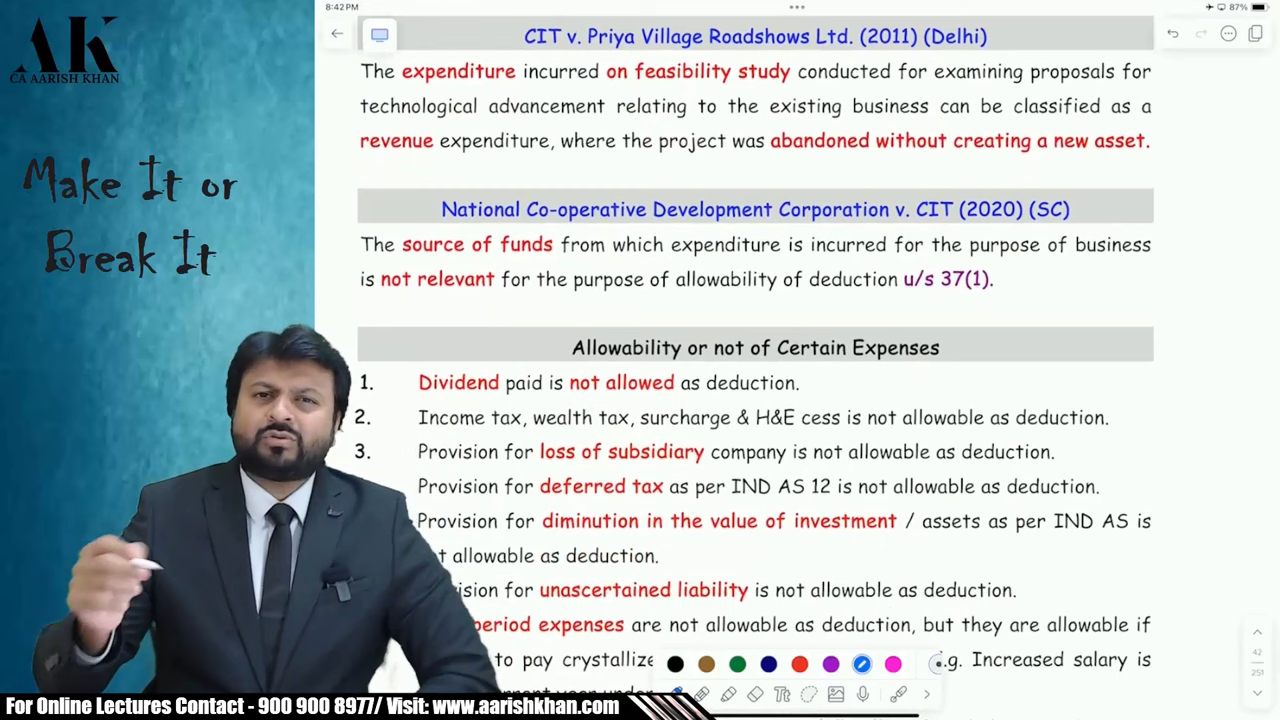 8:42 PM
87%
AK
CA AARISH KHAN
Make It or
Break It
CIT v. Priya Village Roadshows Ltd. (2011) (Delhi)
The expenditure incurred on feasibility study conducted for examining proposals for
technological advancement relating to the existing business can be classified as a
revenue expenditure, where the project was abandoned without creating a new asset.
National Co-operative Development Corporation v. CIT (2020) (SC)
The source of funds from which expenditure is incurred for the purpose of business
is not relevant for the purpose of allowability of deduction u/s 37(1).
Allowability or not of Certain Expenses
1. Dividend paid is not allowed as deduction.
2. Income tax, wealth tax, surcharge & H&E cess is not allowable as deduction.
3. Provision for loss of subsidiary company is not allowable as deduction.
Provision for deferred tax as per IND AS 12 is not allowable as deduction.
Provision for diminution in the value of investment / assets as per IND AS is
allowable as deduction.
for unascertained liability is not allowable as deduction.
period expenses are not allowable as deduction, but they are allowable if
to pay Increased salary is
42
251
Tt
For Online Lectures Contact - 900 900 8977/ Visit: www.aarishkhan.com